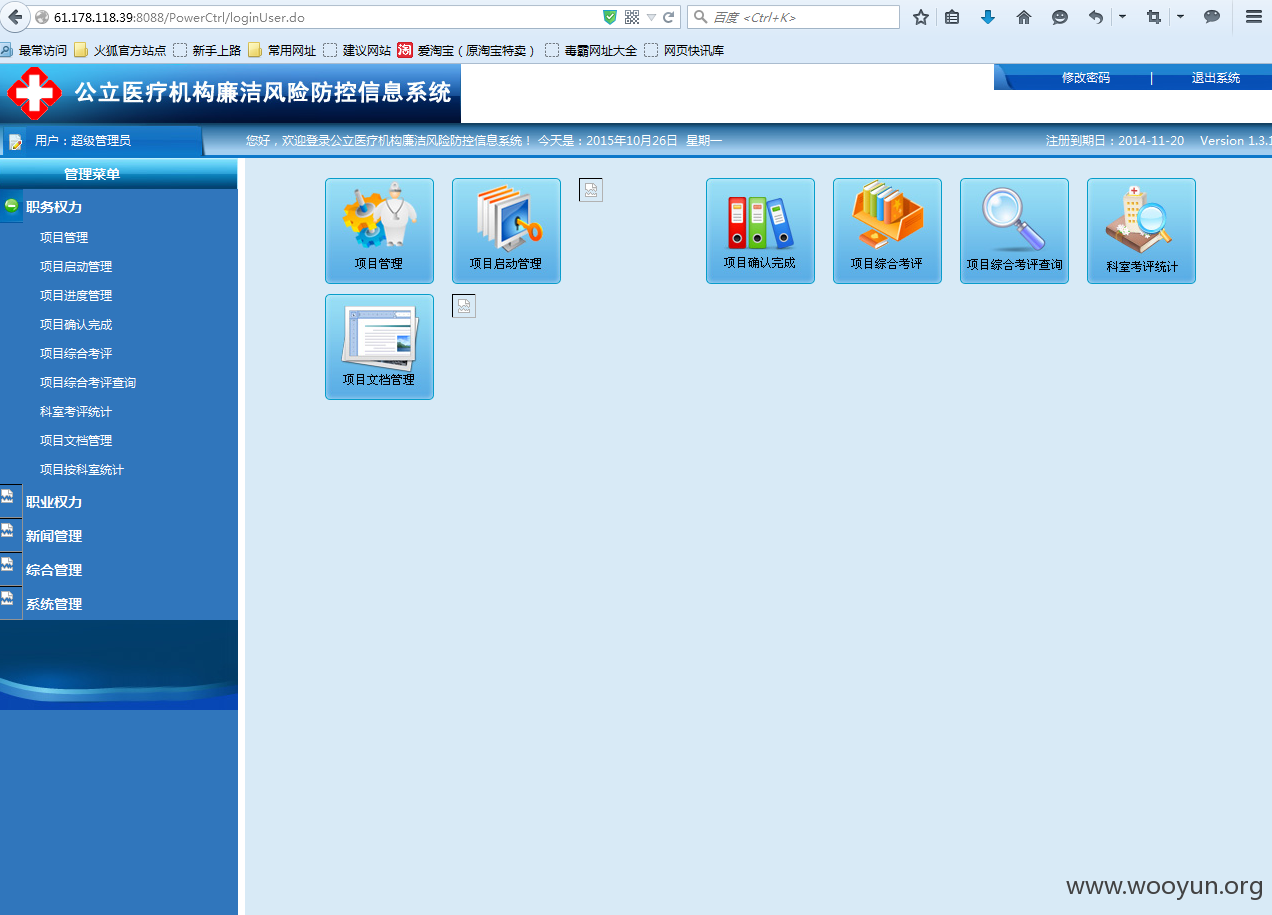 61.178.118.39:8088/PowerCtrl/loginUser.do
百度 <Ctrl+K>
最常访问 火狐官方站点 新手上路 常用网址 建议网站 淘 爱淘宝（原淘宝特卖） 毒霸网址大全 网页快讯库
公立医疗机构廉洁风险防控信息系统
修改密码 | 退出系统
用户：超级管理员
您好，欢迎登录公立医疗机构廉洁风险防控信息系统！ 今天是：2015年10月26日 星期一
注册到期日：2014-11-20 Version 1.3.1
管理菜单
职务权力
项目管理
项目启动管理
项目进度管理
项目确认完成
项目综合考评
项目综合考评查询
科室考评统计
项目文档管理
项目按科室统计
职业权力
新闻管理
综合管理
系统管理
项目管理
项目启动管理
项目确认完成
项目综合考评
项目综合考评查询
科室考评统计
项目文档管理
www.wooyun.org